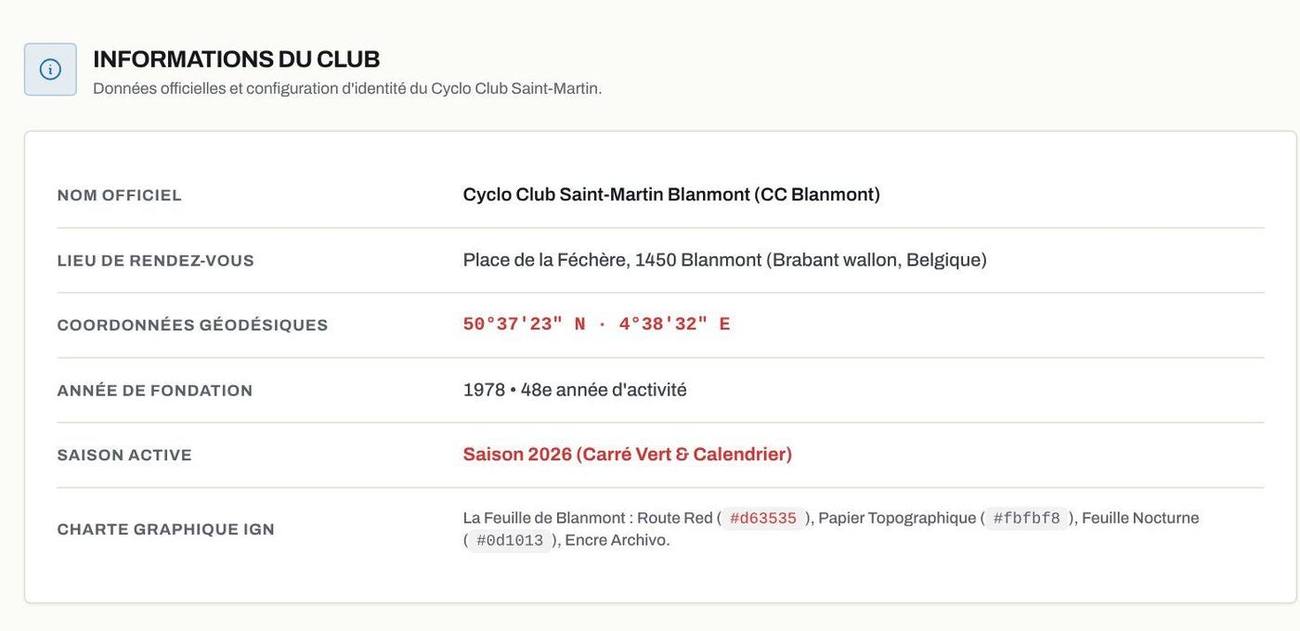 INFORMATIONS DU CLUB
Données officielles et configuration d'identité du Cyclo Club Saint-Martin.
NOM OFFICIEL
Cyclo Club Saint-Martin Blanmont (CC Blanmont)
LIEU DE RENDEZ-VOUS
Place de la Féchère, 1450 Blanmont (Brabant wallon, Belgique)
COORDONNÉES GÉODÉSIQUES
50°37'23" N · 4°38'32" E
ANNÉE DE FONDATION
1978 • 48e année d'activité
SAISON ACTIVE
Saison 2026 (Carré Vert & Calendrier)
CHARTE GRAPHIQUE IGN
La Feuille de Blanmont : Route Red ( #d63535 ), Papier Topographique ( #fbfbf8 ), Feuille Nocturne
( #0d1013 ), Encre Archivo.